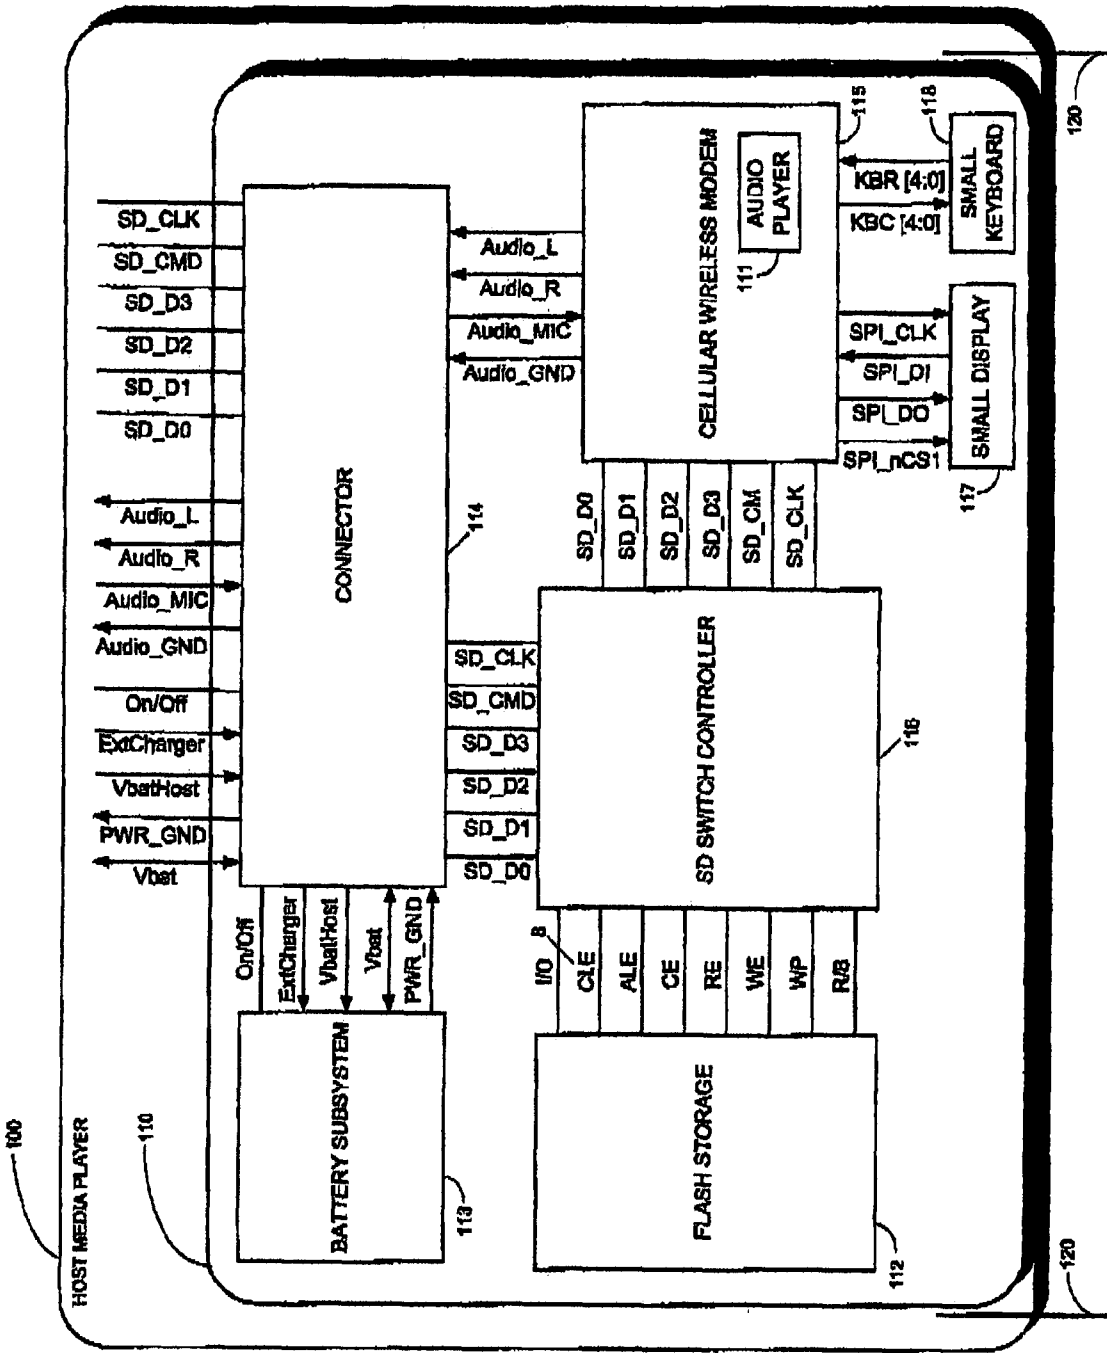 100
HOST MEDIA PLAYER
110
SD_CLK
SD_CMD
SD_D3
SD_D2
SD_D1
SD_D0
Audio_L
Audio_R
Audio_MIC
Audio_GND
On/Off
ExtCharger
VbatHost
PWR_GND
Vbat
CONNECTOR
114
On/Off
ExtCharger
VbatHost
Vbat
PWR_GND
BATTERY SUBSYSTEM
113
Audio_L
Audio_R
Audio_MIC
Audio_GND
CELLULAR WIRELESS MODEM
AUDIO
PLAYER
111
115
KBR [4:0]
KBC [4:0]
118
SMALL
KEYBOARD
SPI_CLK
SPI_DI
SPI_DO
SPI_nCS1
SMALL DISPLAY
117
SD_D0
SD_D1
SD_D2
SD_D3
SD_CM
SD_CLK
SD_CLK
SD_CMD
SD_D3
SD_D2
SD_D1
SD_D0
SD SWITCH CONTROLLER
116
8
I/O
CLE
ALE
CE
RE
WE
WP
R/B
FLASH STORAGE
112
120
120